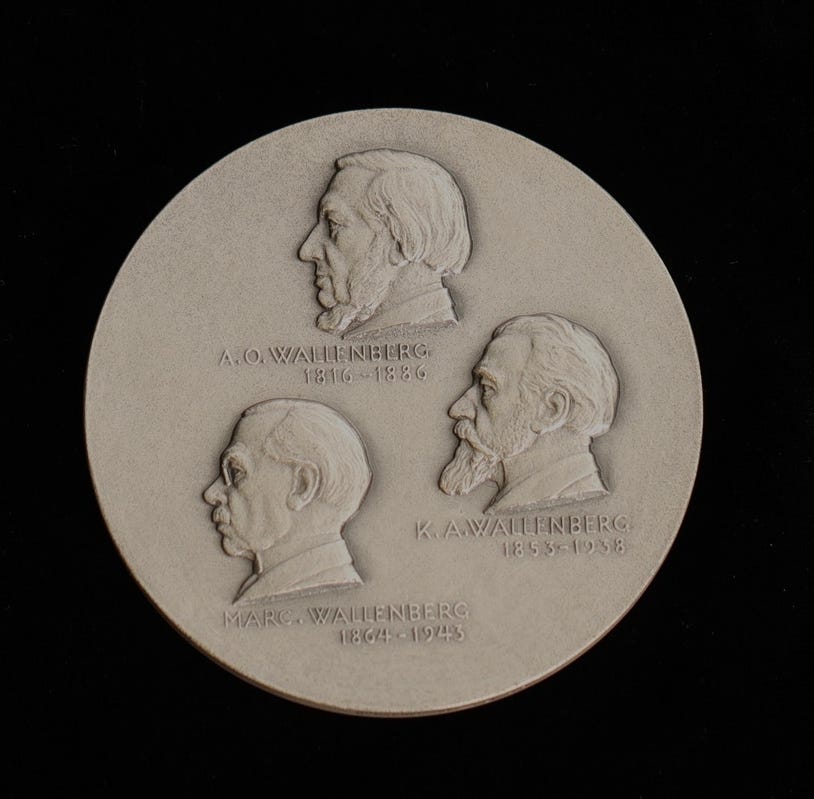 A.O. WALLENBERG
1816-1886
K.A. WALLENBERG
1853-1938
MARC. WALLENBERG
1864-1943